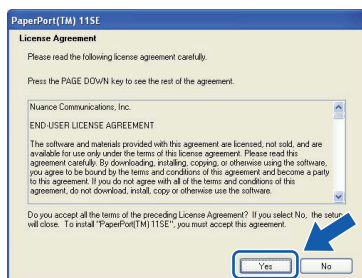 PaperPort(TM) 11SE
License Agreement
Please read the following license agreement carefully.
Press the PAGE DOWN key to see the rest of the agreement.
Nuance Communications, Inc.
END-USER LICENSE AGREEMENT
The software and materials provided with this agreement are licensed, not sold, and are
available for use only under the terms of this license agreement. Please read this
agreement carefully. By downloading, installing, copying, or otherwise using the software,
you agree to be bound by the terms and conditions of this agreement and become a party
to this agreement. If you do not agree with all of the terms and conditions of this
agreement, do not download, install, copy or otherwise use the software.
Do you accept all the terms of the preceding License Agreement? If you select No, the setup
will close. To install "PaperPort(TM) 11SE", you must accept this agreement.
Yes
No